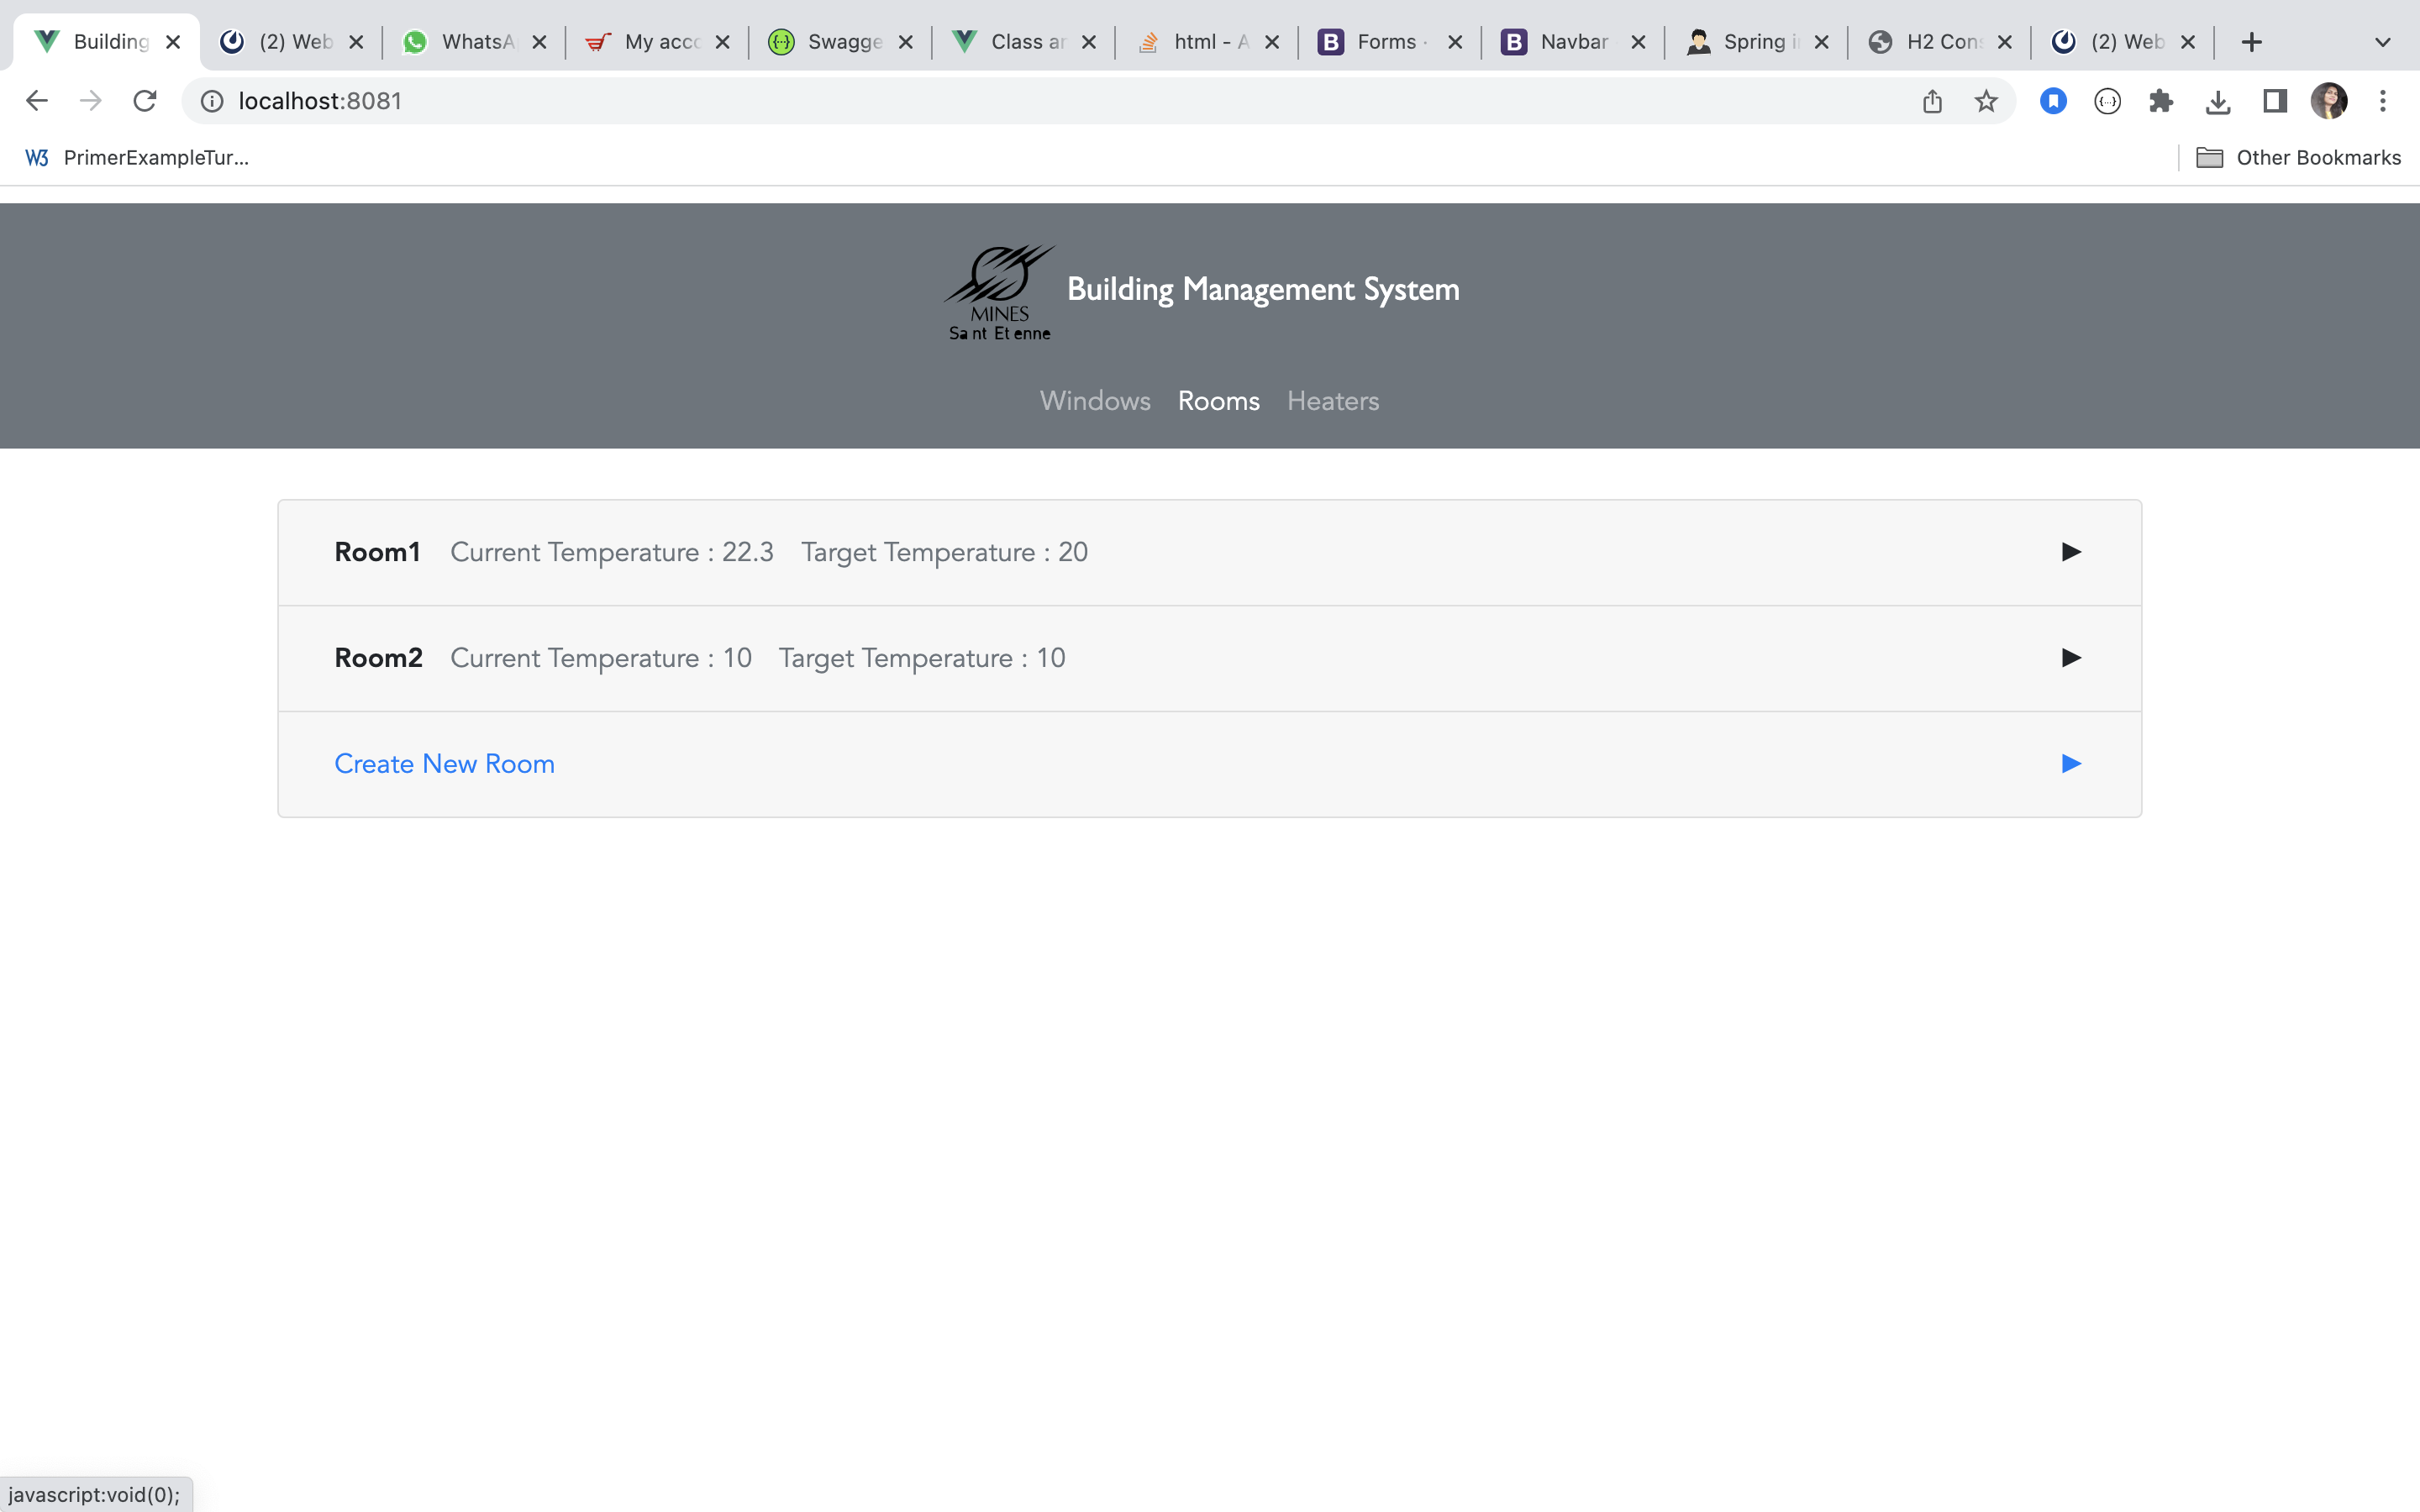 Building
(2) Web
WhatsA
My acco
Swagge
Class ar
html - A
Forms ·
Navbar
Spring i
H2 Cons
(2) Web
localhost:8081
PrimerExampleTur...
Other Bookmarks
MINES
Sa nt Et enne
Building Management System
Windows Rooms Heaters
Room1 Current Temperature : 22.3 Target Temperature : 20
Room2 Current Temperature : 10 Target Temperature : 10
Create New Room
javascript:void(0);